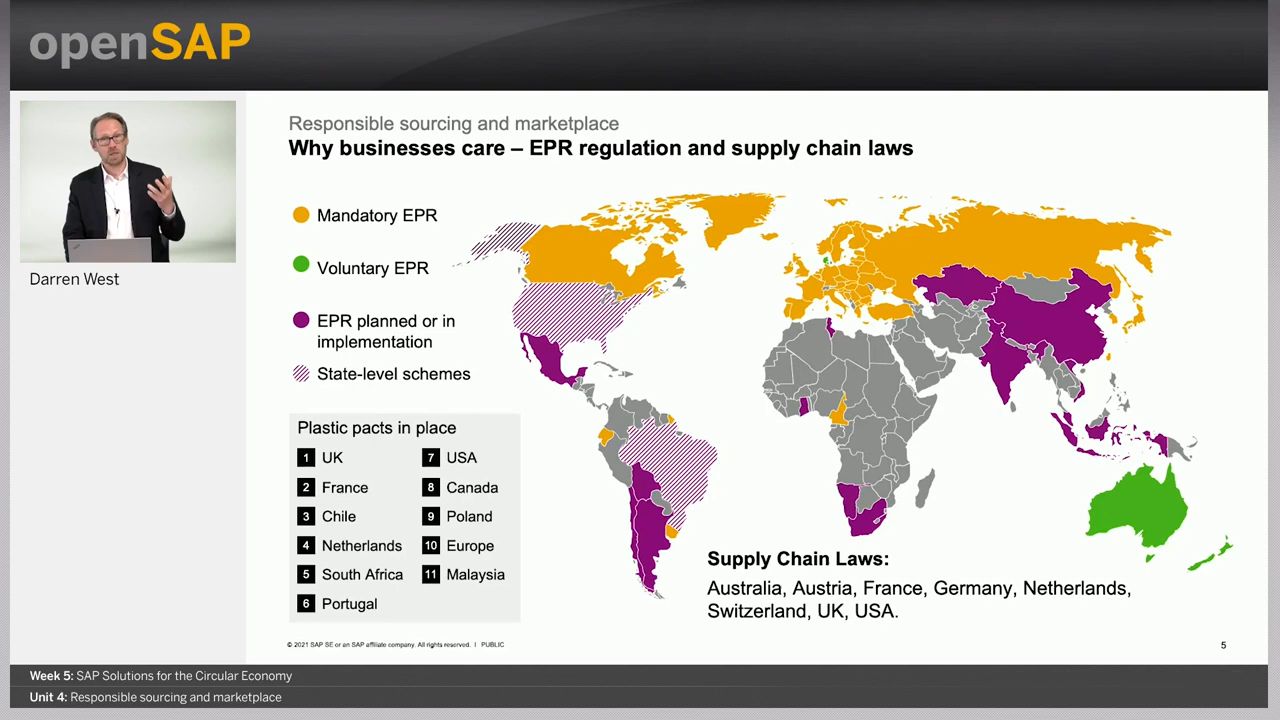 openSAP
Darren West
Responsible sourcing and marketplace
Why businesses care – EPR regulation and supply chain laws
Mandatory EPR
Voluntary EPR
EPR planned or in
implementation
State-level schemes
Plastic pacts in place
1 UK
2 France
3 Chile
4 Netherlands
5 South Africa
6 Portugal
7 USA
8 Canada
9 Poland
10 Europe
11 Malaysia
Supply Chain Laws:
Australia, Austria, France, Germany, Netherlands,
Switzerland, UK, USA.
© 2021 SAP SE or an SAP affiliate company. All rights reserved. | PUBLIC
5
Week 5: SAP Solutions for the Circular Economy
Unit 4: Responsible sourcing and marketplace